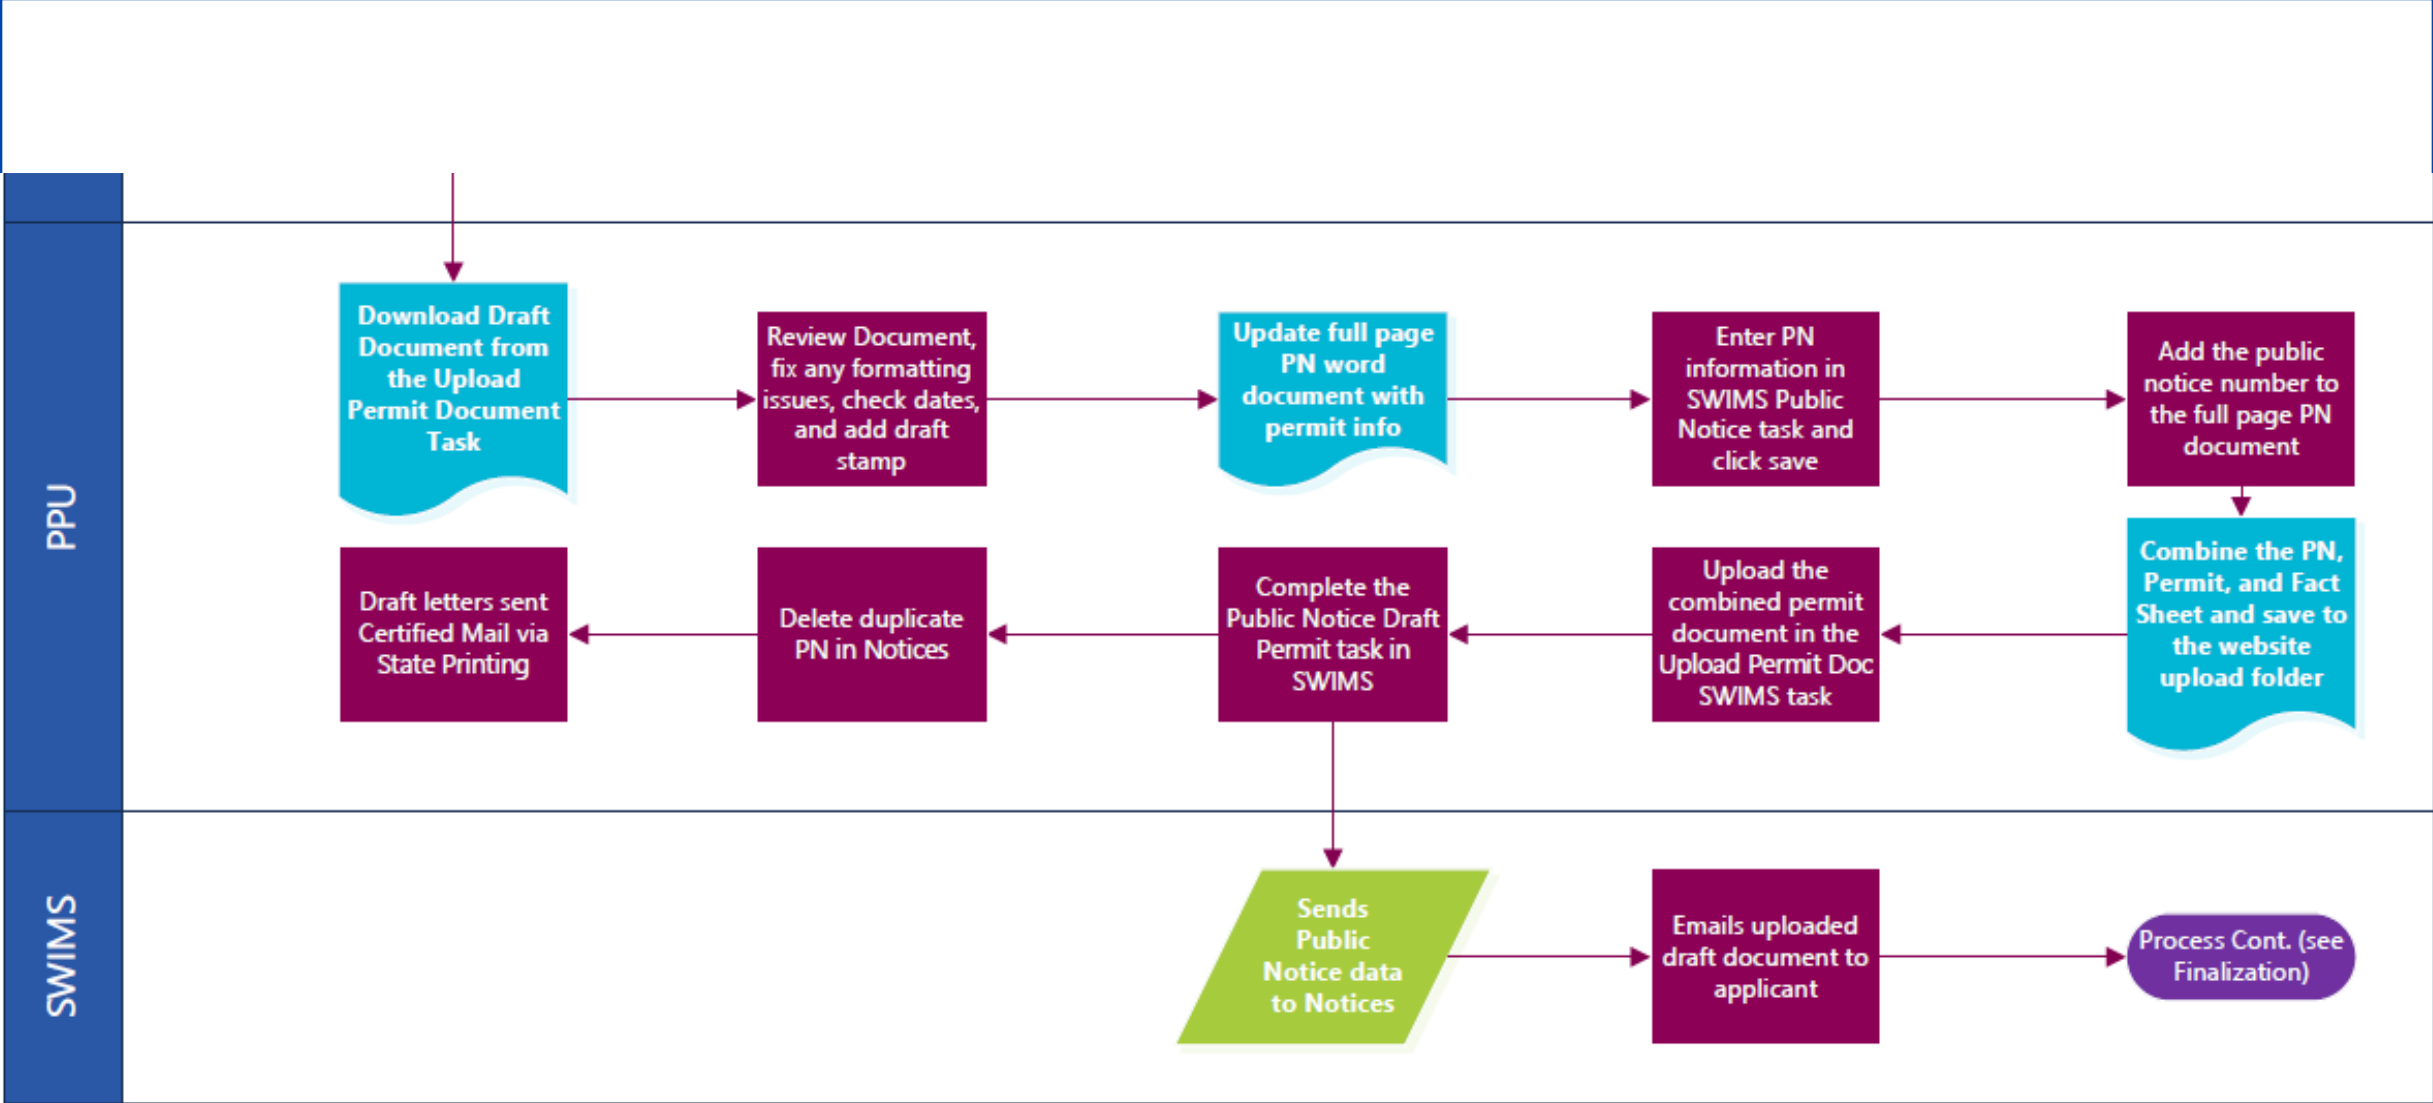 PPU
Download Draft
Document from
the Upload
Permit Document
Task
Review Document,
fix any formatting
issues, check dates,
and add draft
stamp
Update full page
PN word
document with
permit info
Enter PN
information in
SWIMS Public
Notice task and
click save
Add the public
notice number to
the full page PN
document
Combine the PN,
Permit, and Fact
Sheet and save to
the website
upload folder
Upload the
combined permit
document in the
Upload Permit Doc
SWIMS task
Complete the
Public Notice Draft
Permit task in
SWIMS
Delete duplicate
PN in Notices
Draft letters sent
Certified Mail via
State Printing
SWIMS
Sends
Public
Notice data
to Notices
Emails uploaded
draft document to
applicant
Process Cont. (see
Finalization)